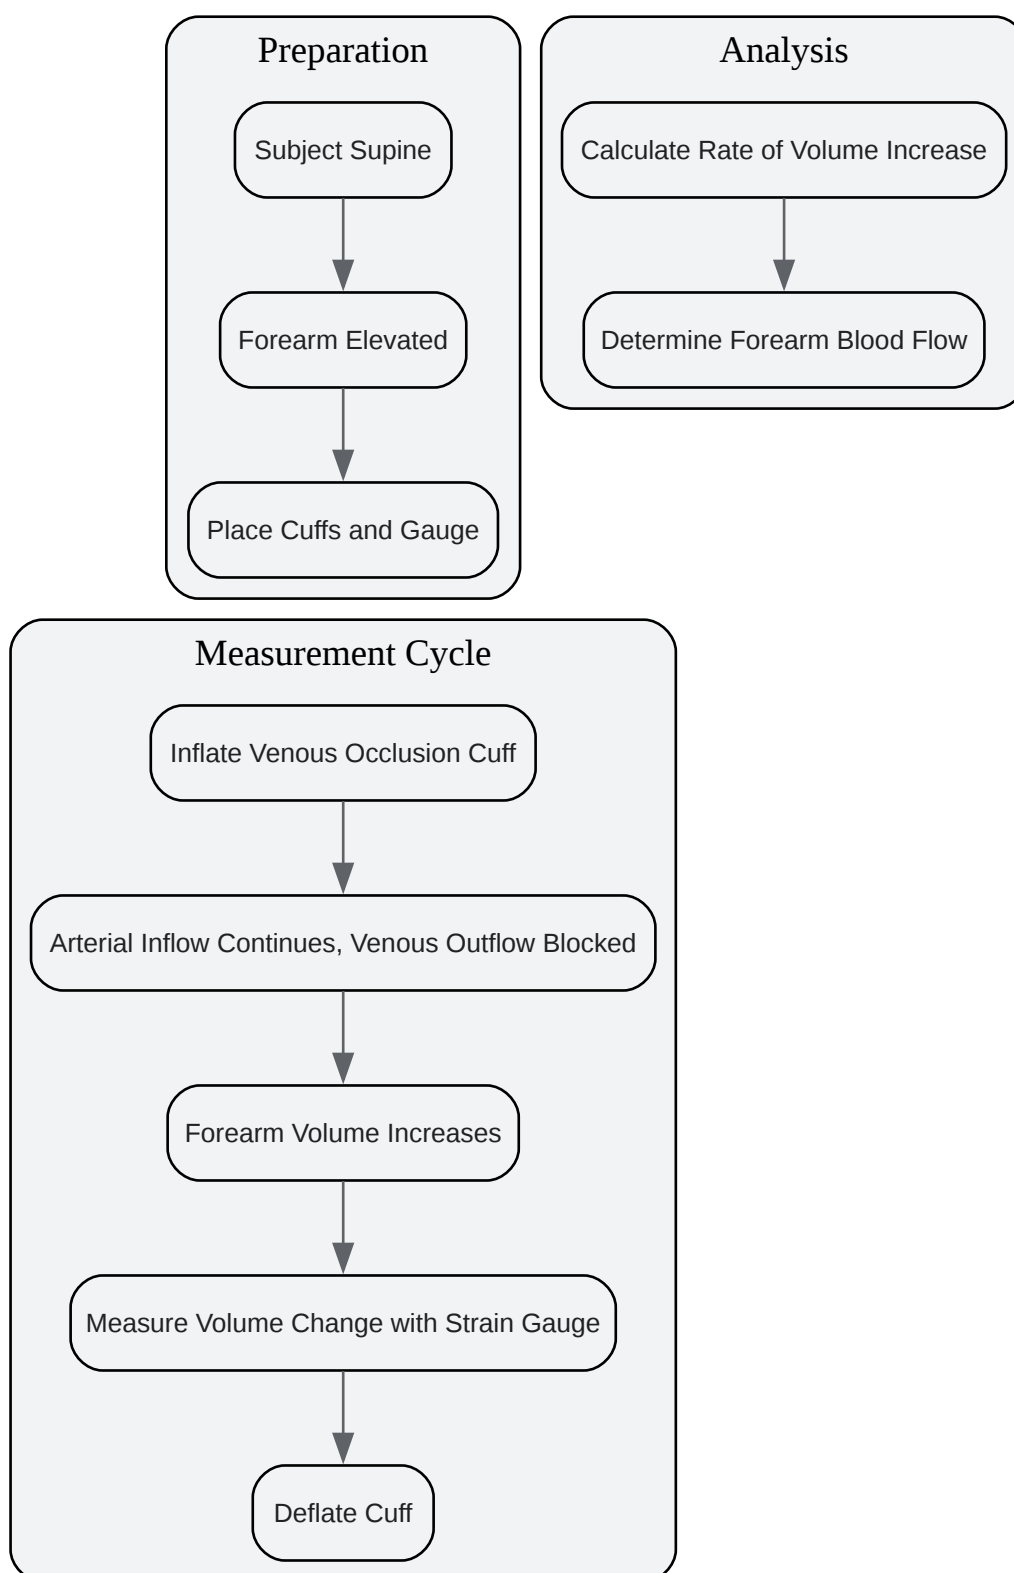 Preparation
Subject Supine
Forearm Elevated
Place Cuffs and Gauge
Analysis
Calculate Rate of Volume Increase
Determine Forearm Blood Flow
Measurement Cycle
Inflate Venous Occlusion Cuff
Arterial Inflow Continues, Venous Outflow Blocked
Forearm Volume Increases
Measure Volume Change with Strain Gauge
Deflate Cuff